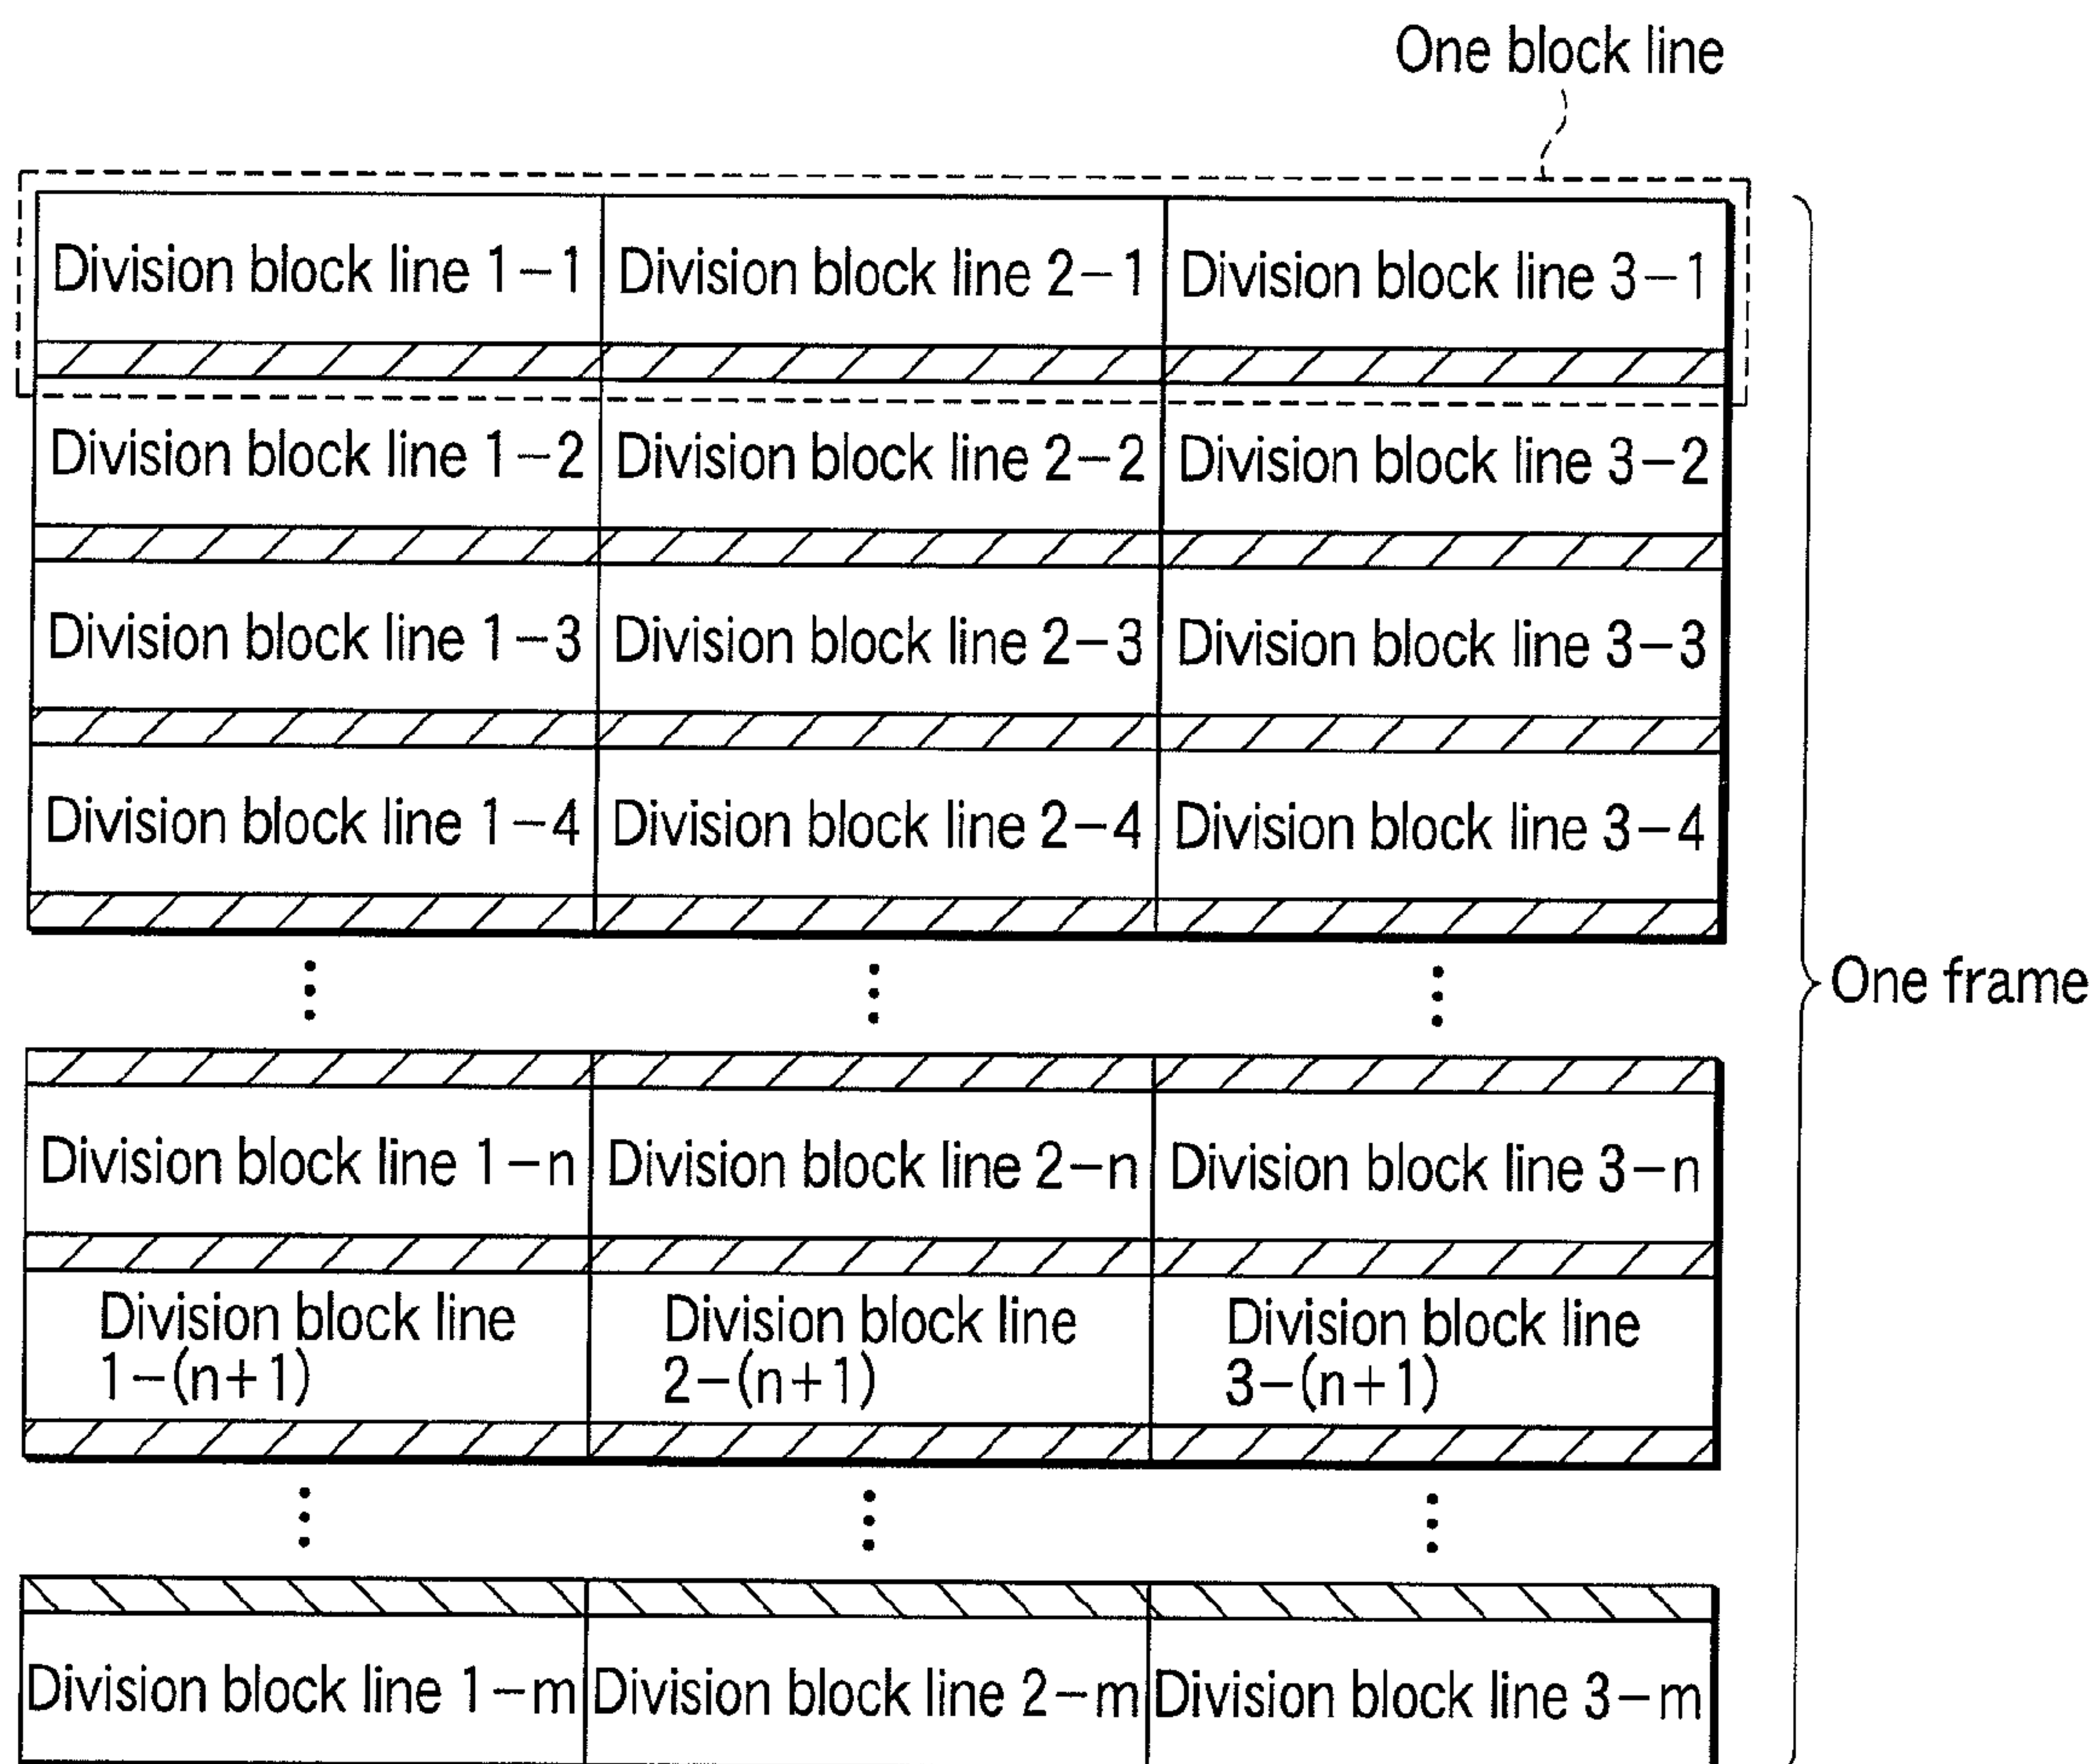 One block line
Division block line 1-1 Division block line 2-1 Division block line 3-1
Division block line 1-2 Division block line 2-2 Division block line 3-2
Division block line 1-3 Division block line 2-3 Division block line 3-3
Division block line 1-4 Division block line 2-4 Division block line 3-4
One frame
Division block line 1-n Division block line 2-n Division block line 3-n
Division block line
1-(n+1)
Division block line
2-(n+1)
Division block line
3-(n+1)
Division block line 1-m Division block line 2-m Division block line 3-m